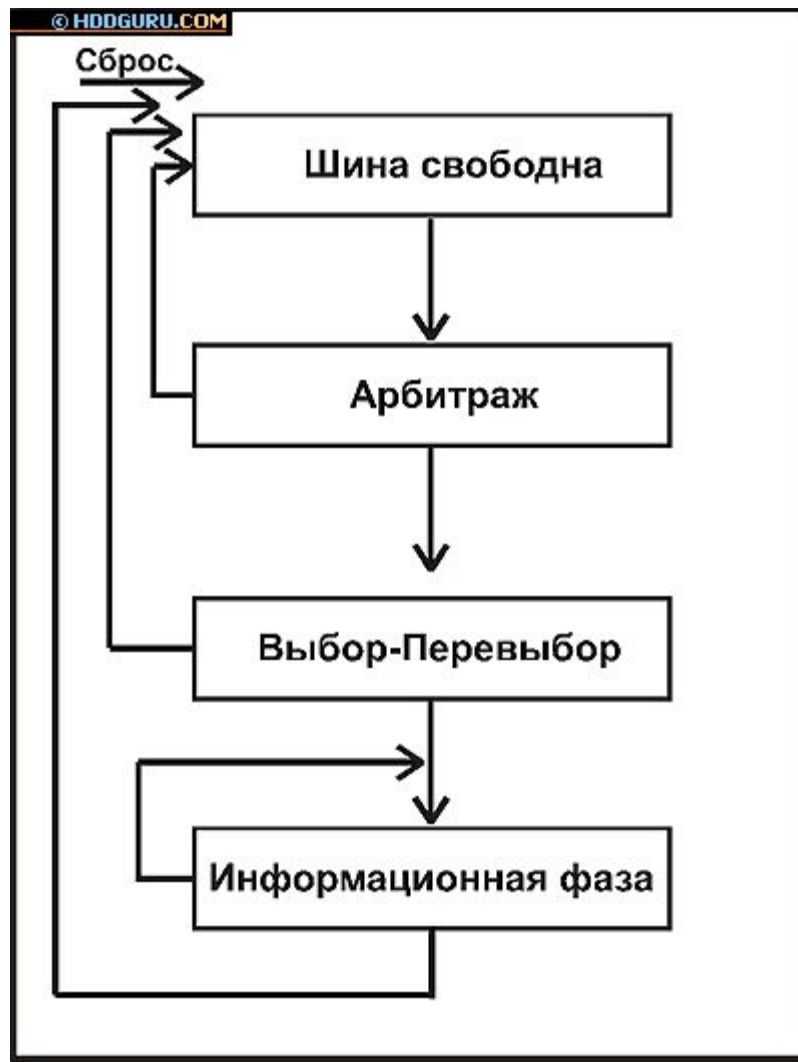 © HDDGURU.COM
Сброс
Шина свободна
Арбитраж
Выбор-Перевыбор
Информационная фаза